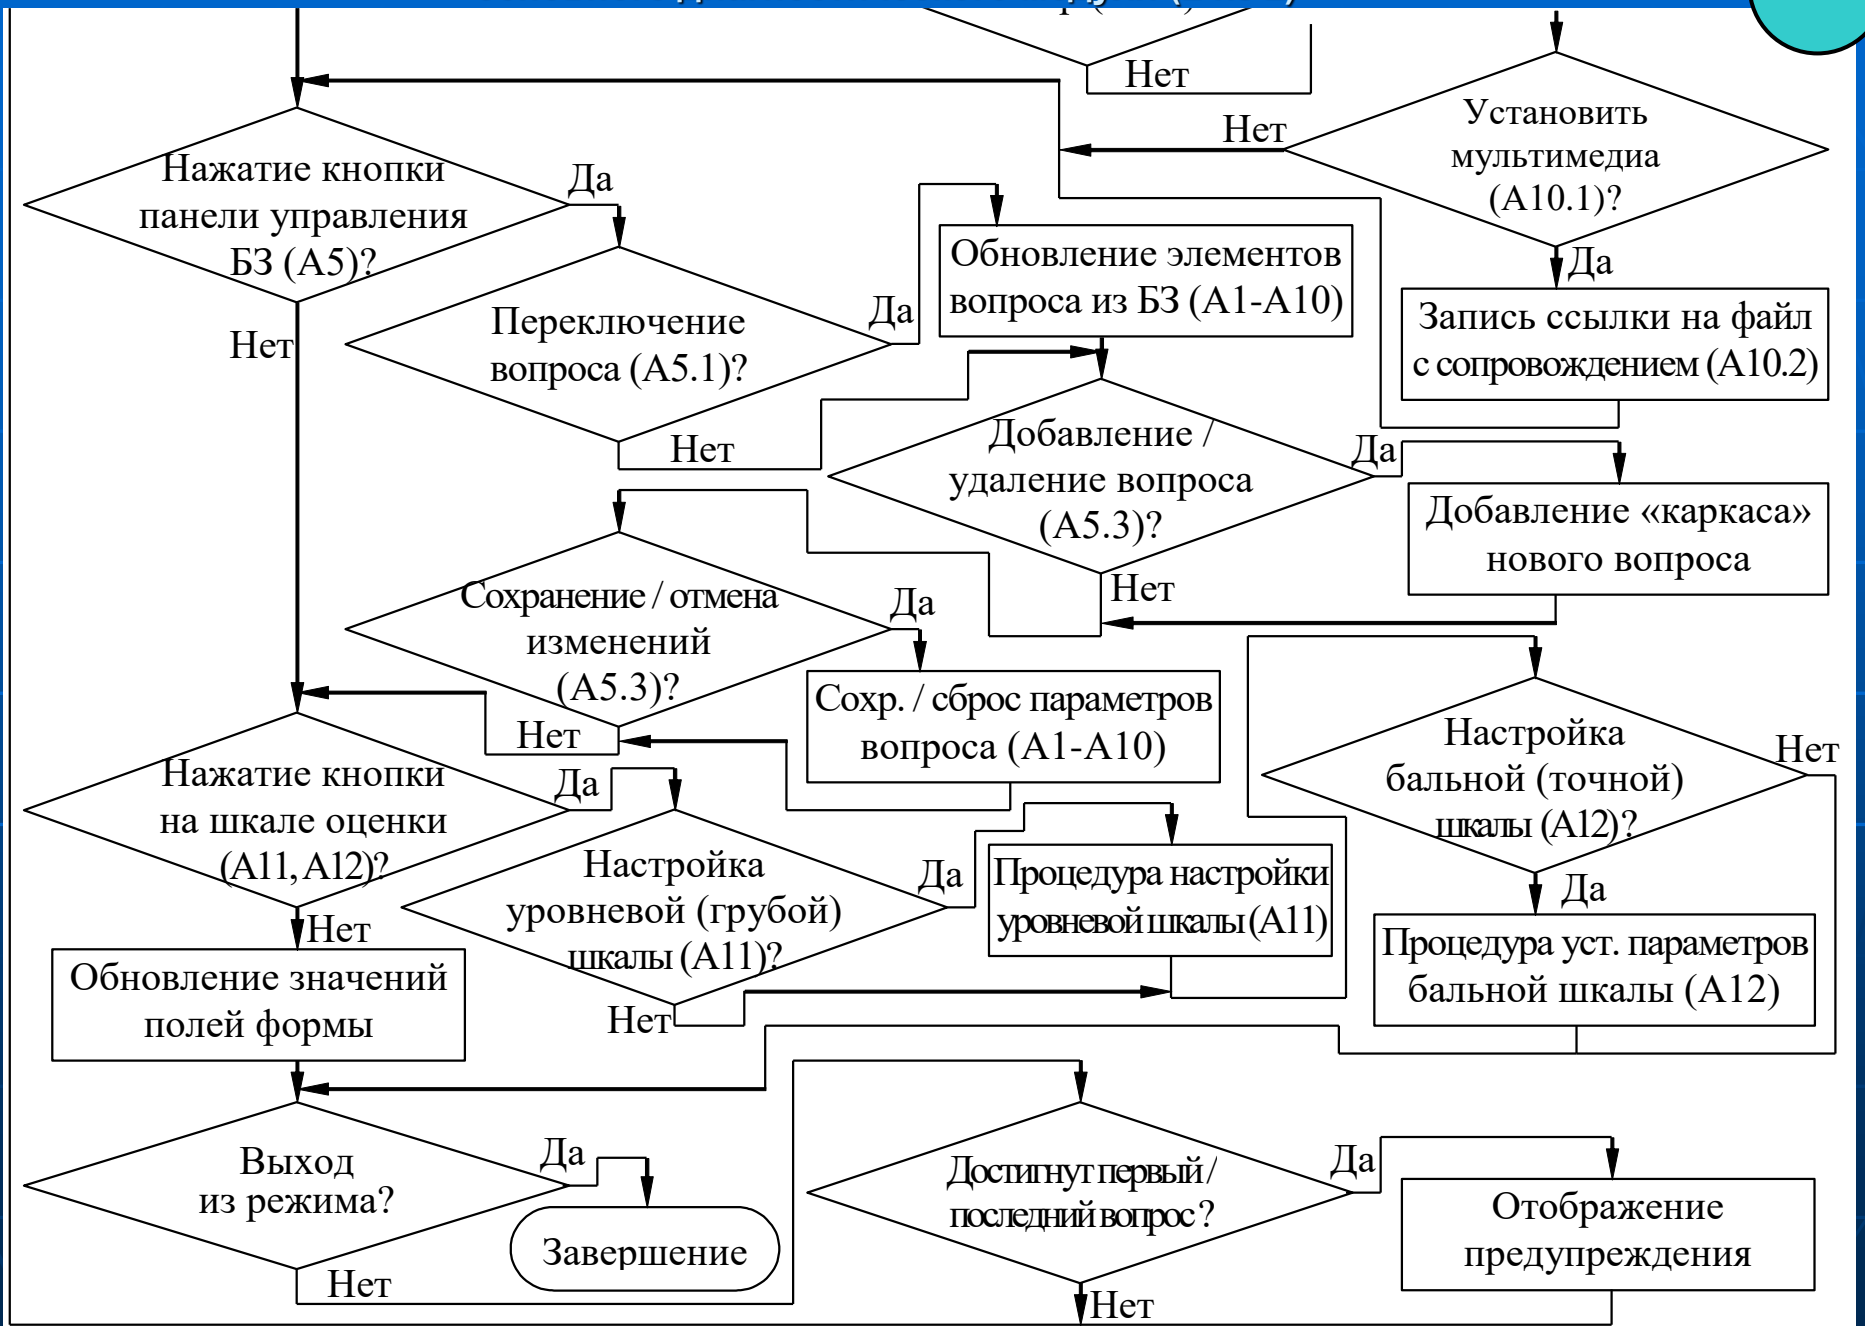 Нет
Установить
мультимедиа
(А10.1)?
Нет
Да
Нажатие кнопки
панели управления
БЗ (А5)?
Да
Нет
Переключение
вопроса (А5.1)?
Да
Нет
Обновление элементов
вопроса из БЗ (А1-А10)
Запись ссылки на файл
с сопровождением (А10.2)
Добавление /
удаление вопроса
(А5.3)?
Да
Нет
Добавление «каркаса»
нового вопроса
Сохранение / отмена
изменений
(А5.3)?
Да
Нет
Сохр. / сброс параметров
вопроса (А1-А10)
Настройка
бальной (точной)
шкалы (А12)?
Нет
Да
Нажатие кнопки
на шкале оценки
(А11, А12)?
Да
Нет
Настройка
уровневой (грубой)
шкалы (А11)?
Да
Нет
Процедура настройки
уровневой шкалы (А11)
Процедура уст. параметров
бальной шкалы (А12)
Обновление значений
полей формы
Выход
из режима?
Да
Нет
Завершение
Достигнут первый /
последний вопрос ?
Да
Нет
Отображение
предупреждения